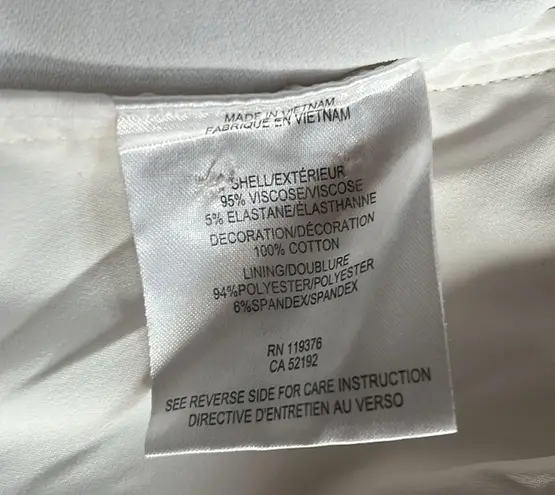 MADE IN VIETNAM
FABRIQUE EN VIETNAM
SHELL/EXTÉRIEUR
95% VISCOSE/VISCOSE
5% ELASTANE/ÉLASTHANNE
DECORATION/DÉCORATION
100% COTTON
LINING/DOUBLURE
94%POLYESTER/POLYESTER
6%SPANDEX/SPANDEX
RN 119376
CA 52192
SEE REVERSE SIDE FOR CARE INSTRUCTION
DIRECTIVE D'ENTRETIEN AU VERSO